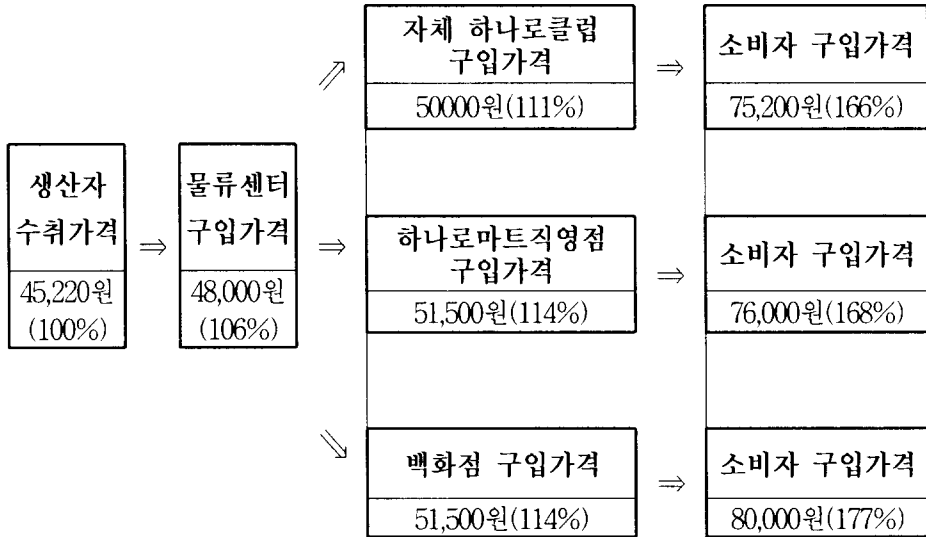 생산자
수취가격
45,220원
(100%)
⇒
물류센터
구입가격
48,000원
(106%)
⇗
자체 하나로클럽
구입가격
50000원(111%)
⇒
소비자 구입가격
75,200원(166%)
⇒
하나로마트직영점
구입가격
51,500원(114%)
⇒
소비자 구입가격
76,000원(168%)
⇘
백화점 구입가격
51,500원(114%)
⇒
소비자 구입가격
80,000원(177%)